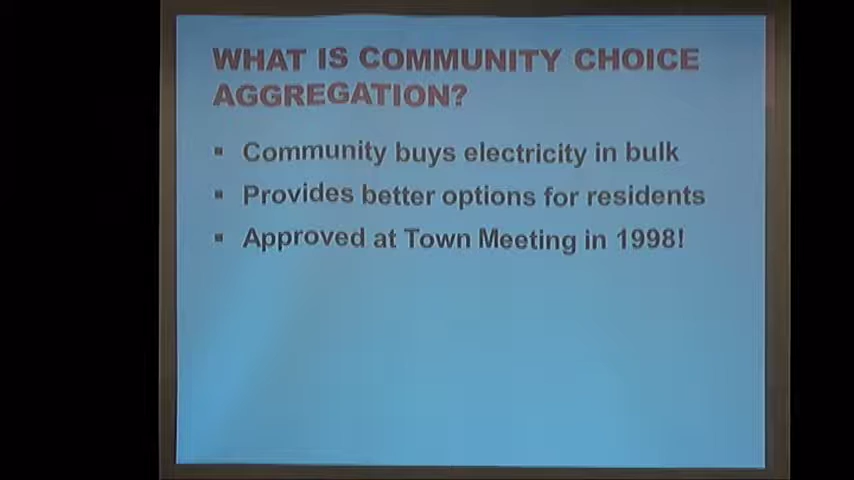 WHAT IS COMMUNITY CHOICE
AGGREGATION?
▪ Community buys electricity in bulk
▪ Provides better options for residents
▪ Approved at Town Meeting in 1998!